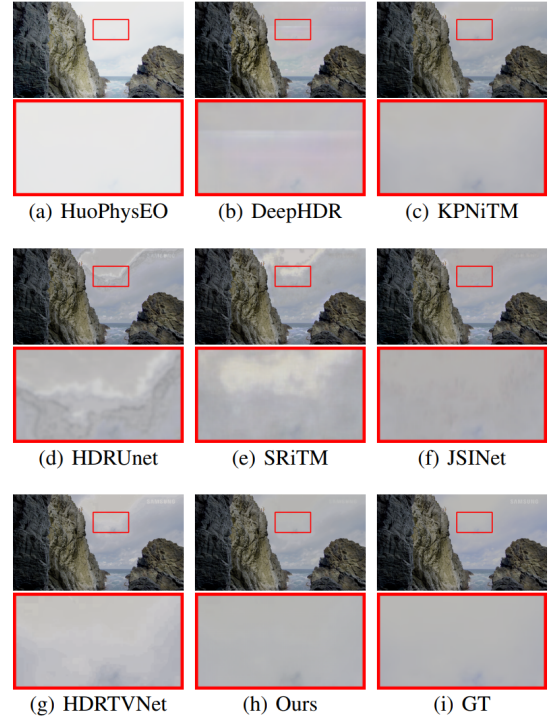 (a) HuoPhysEO (b) DeepHDR (c) KPNiTM
(d) HDRUnet (e) SRiTM (f) JSINet
(g) HDRTVNet (h) Ours (i) GT